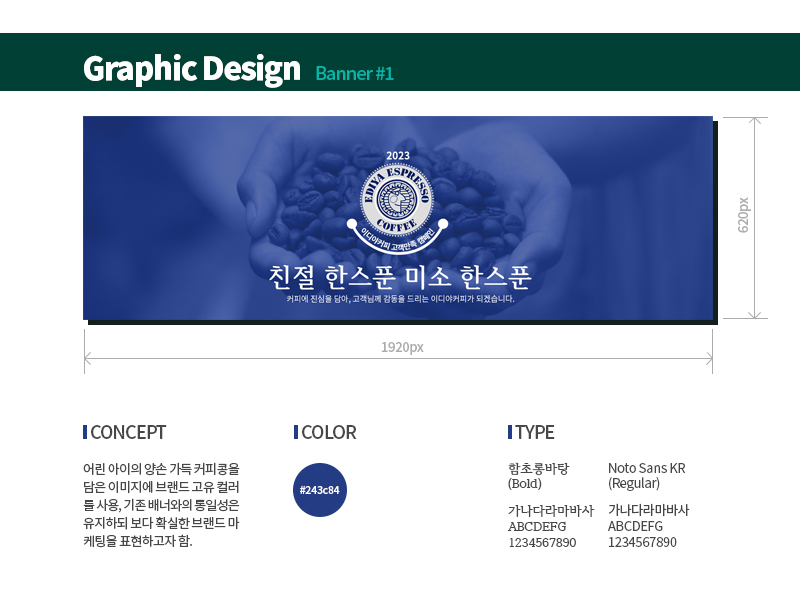 Graphic Design Banner #1
2023
EDIYA ESPRESSO
COFFEE
이디야커피 고객만족 캠페인
친절 한스푼 미소 한스푼
커피에 진심을 담아, 고객님께 감동을 드리는 이디야커피가 되겠습니다.
620px
1920px
CONCEPT
어린 아이의 양손 가득 커피콩을
담은 이미지에 브랜드 고유 컬러
를 사용, 기존 배너와의 통일성은
유지하되 보다 확실한 브랜드 마
케팅을 표현하고자 함.
COLOR
#243c84
TYPE
함초롱바탕
(Bold)
가나다라마바사
ABCDEFG
1234567890
Noto Sans KR
(Regular)
가나다라마바사
ABCDEFG
1234567890